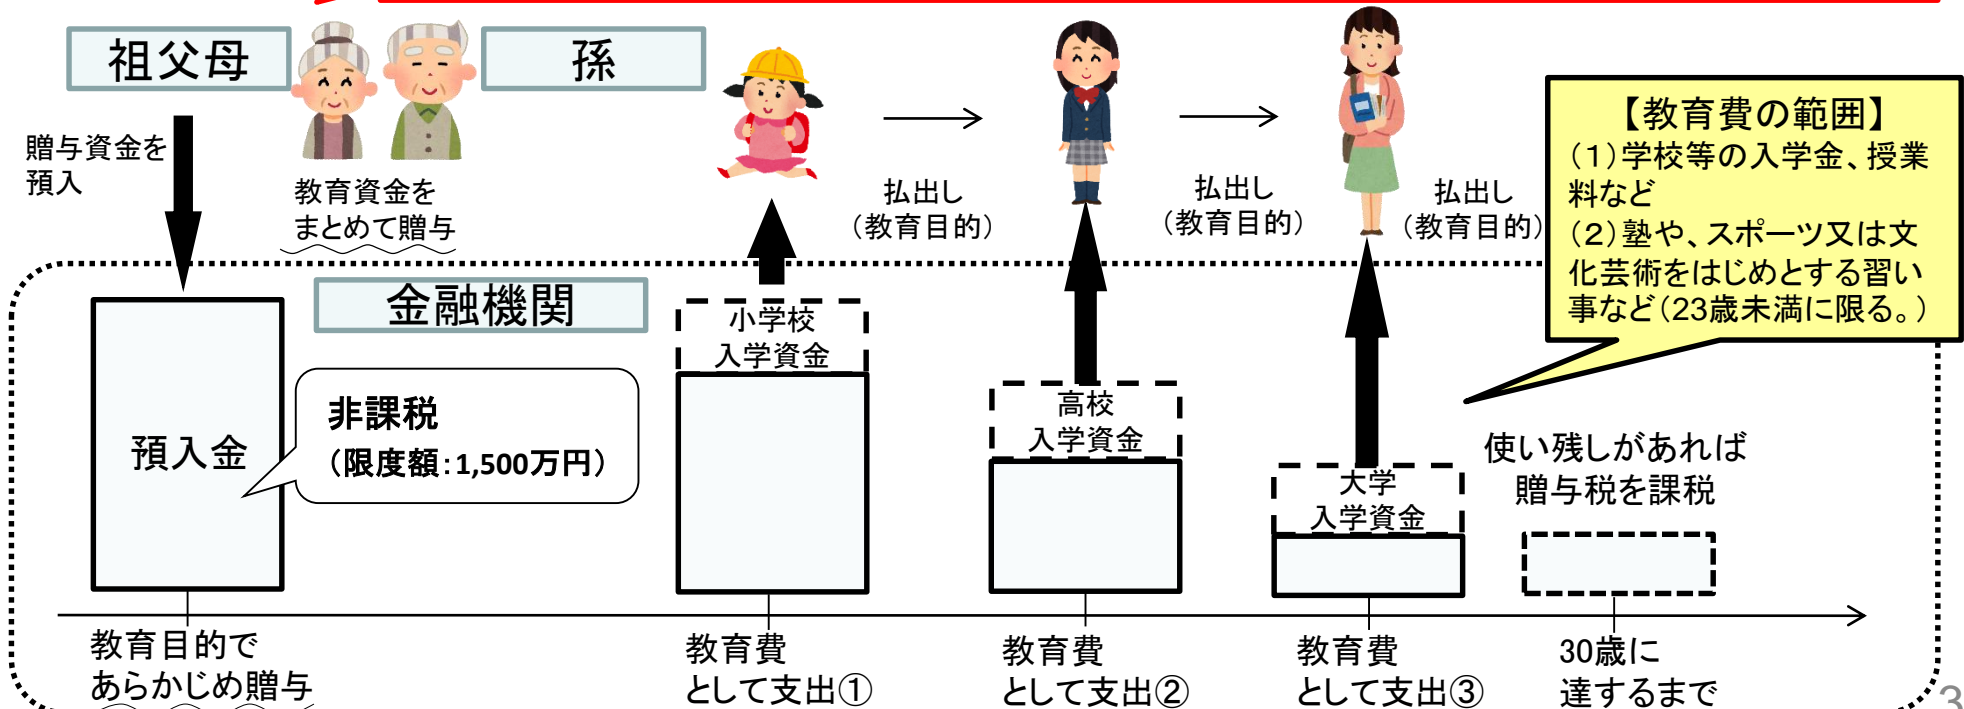 祖父母
孫
贈与資金を
預入
教育資金を
まとめて贈与
払出し
（教育目的）
払出し
（教育目的）
払出し
（教育目的）
【教育費の範囲】
（１）学校等の入学金、授業
料など
（２）塾や、スポーツ又は文
化芸術をはじめとする習い
事など（23歳未満に限る。）
金融機関
預入金
非課税
（限度額：1,500万円）
小学校
入学資金
高校
入学資金
大学
入学資金
使い残しがあれば
贈与税を課税
教育目的で
あらかじめ贈与
教育費
として支出①
教育費
として支出②
教育費
として支出③
30歳に
達するまで
3